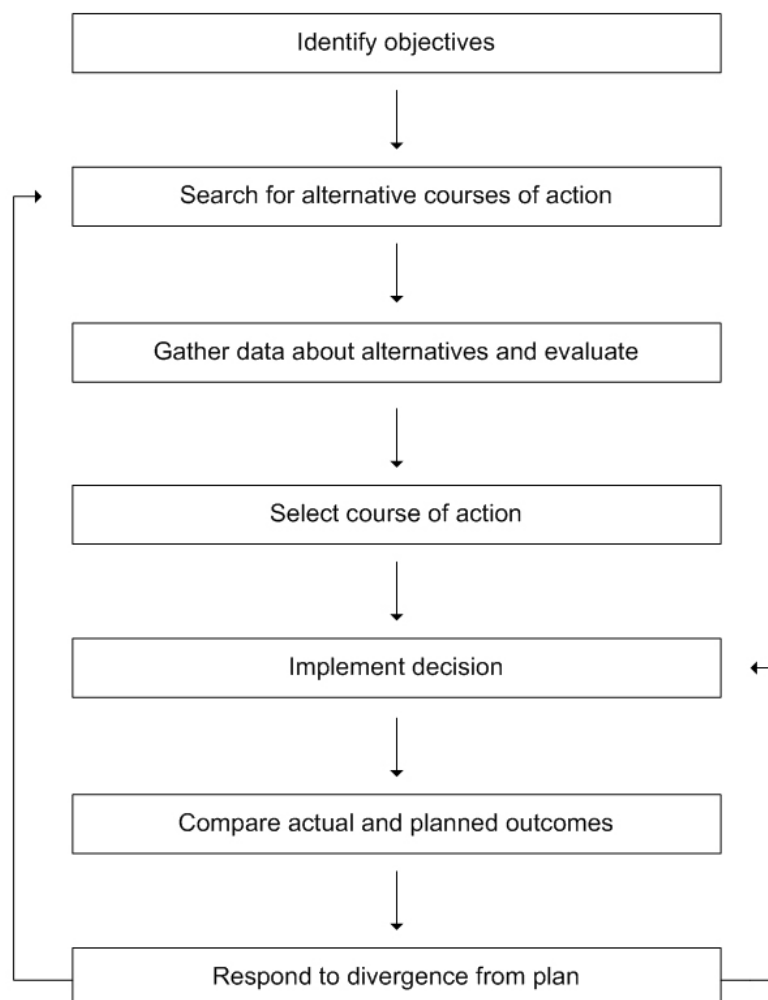 Identify objectives
Search for alternative courses of action
Gather data about alternatives and evaluate
Select course of action
Implement decision
Compare actual and planned outcomes
Respond to divergence from plan